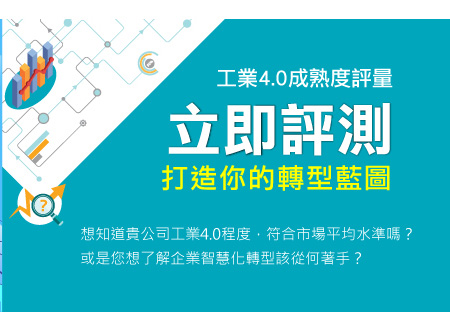 工業4.0成熟度評量
立即評測
打造你的轉型藍圖
想知道貴公司工業4.0程度，符合市場平均水準嗎？
或是您想了解企業智慧化轉型該從何著手？